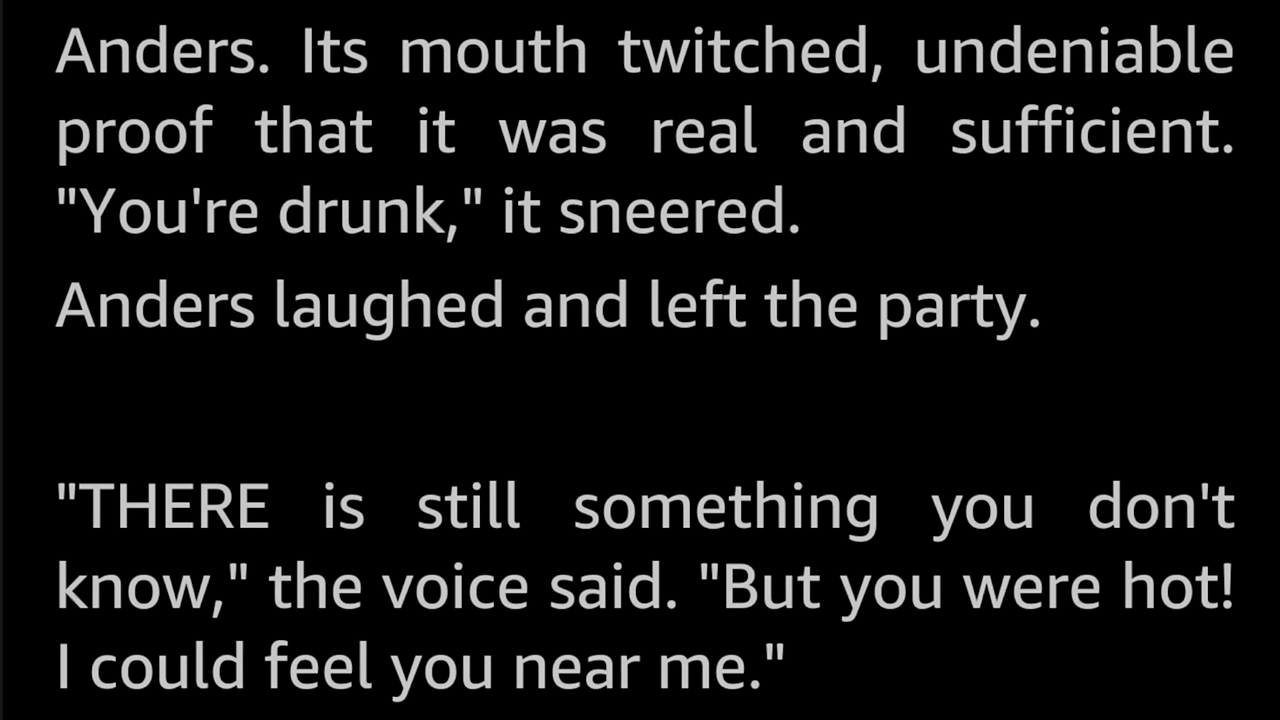 Anders. Its mouth twitched, undeniable
proof that it was real and sufficient.
"You're drunk," it sneered.
Anders laughed and left the party.
"THERE is still something you don't
know," the voice said. "But you were hot!
I could feel you near me."